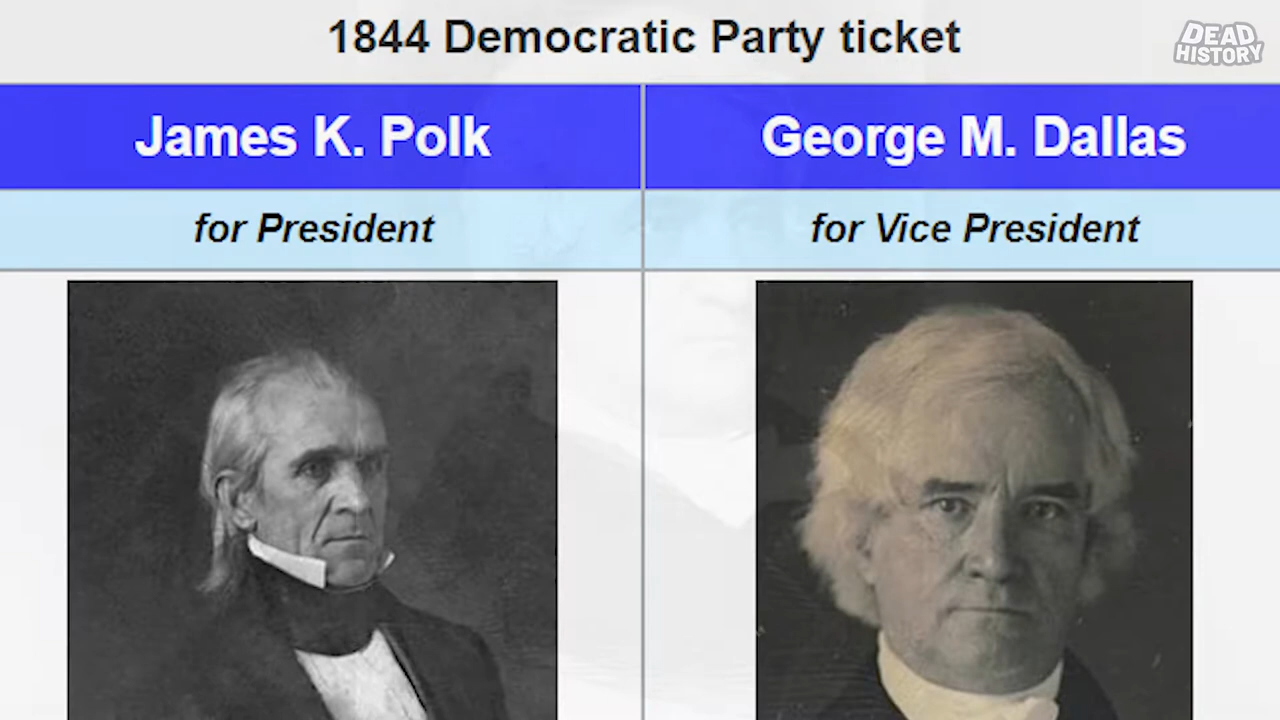 1844 Democratic Party ticket
DEAD
HISTORY
James K. Polk
George M. Dallas
for President
for Vice President